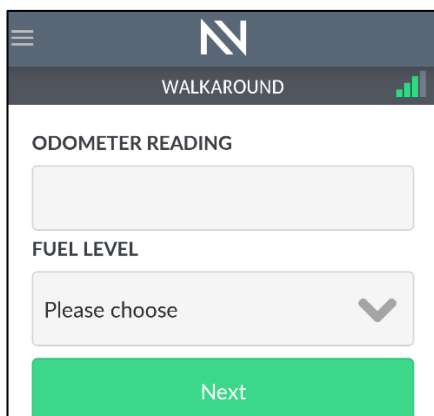 WALKAROUND
ODOMETER READING
FUEL LEVEL
Please choose
Next